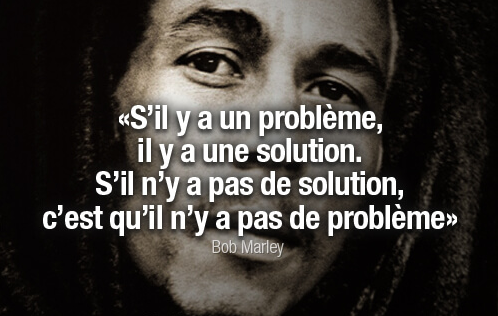 «S’il y a un problème,
il y a une solution.
S’il n’y a pas de solution,
c’est qu’il n’y a pas de problème»
Bob Marley